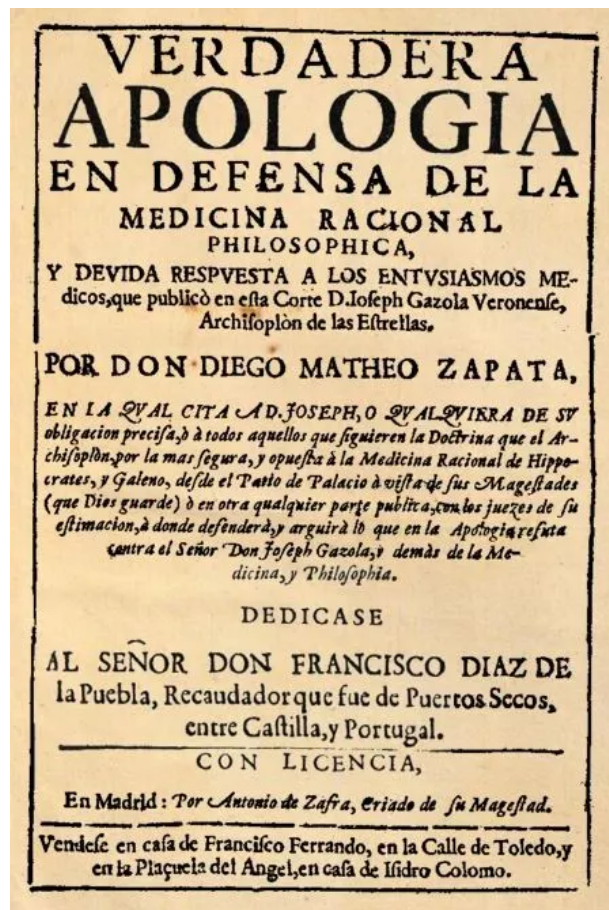 VERDADERA
APOLOGIA
EN DEFENSA DE LA
MEDICINA RACIONAL
PHILOSOPHICA,
Y DEVIDA RESPVESTA A LOS ENTVSIASMOS ME-
dicos, que publicò en eſta Corte D. Ioſeph Gazola Veronenſe,
Archiſoplòn de las Eſtrellas.
POR DON DIEGO MATHEO ZAPATA,
EN LA QVAL CITA A D. JOSEPH, O QVALQVIERA DE SV
obligacion preciſa, ò à todos aquellos que ſiguieren la Doctrina que el Ar-
chiſoplòn, por la mas ſegura, y opueſta à la Medicina Racional de Hippo-
crates, y Galeno, deſde el Patio de Palacio à viſta de ſus Mageſtades
(que Dios guarde) ò en otra qualquier parte publica, con los juezes de ſu
eſtimacion, à donde defenderà, y arguirà lo que en la Apologia refuta
contra el Señor Don Joſeph Gazola, y demàs de la Me-
dicina, y Philoſophia.
DEDICASE
AL SEÑOR DON FRANCISCO DIAZ DE
la Puebla, Recaudador que fue de Puertos Secos,
entre Caſtilla, y Portugal.
CON LICENCIA,
En Madrid: Por Antonio de Zafra, Criado de ſu Mageſtad.
Vendeſe en caſa de Franciſco Ferrando, en la Calle de Toledo, y
en la Plaçuela del Angel, en caſa de Iſidro Colomo.